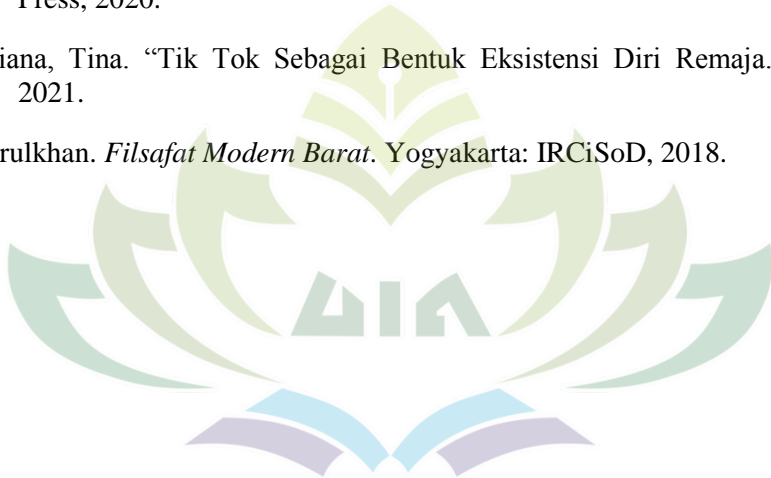 Press, 2020.
iana, Tina. “Tik Tok Sebagai Bentuk Eksistensi Diri Remaja.
2021.
rulkhan. Filsafat Modern Barat. Yogyakarta: IRCiSoD, 2018.
UIN